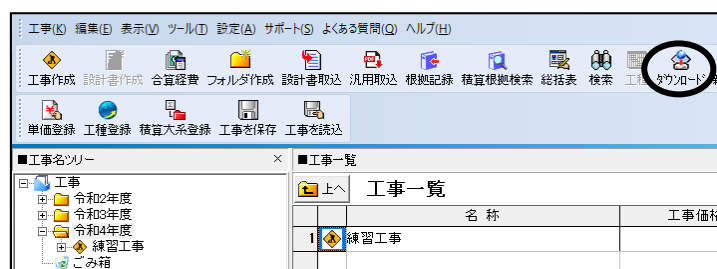 工事(K) 編集(E) 表示(V) ツール(T) 設定(A) サポート(S) よくある質問(Q) ヘルプ(H)
工事作成 設計書作成 合算経費 フォルダ作成 設計書取込 汎用取込 根拠記録 積算根拠検索 総括表 検索 工程 ダウンロード
単価登録 工種登録 積算大系登録 工事を保存 工事を読込
■工事名ツリー × ■工事一覧
工事
上へ 工事一覧
令和2年度
令和3年度
名 称 工事価格
令和4年度
1 練習工事
練習工事
ごみ箱